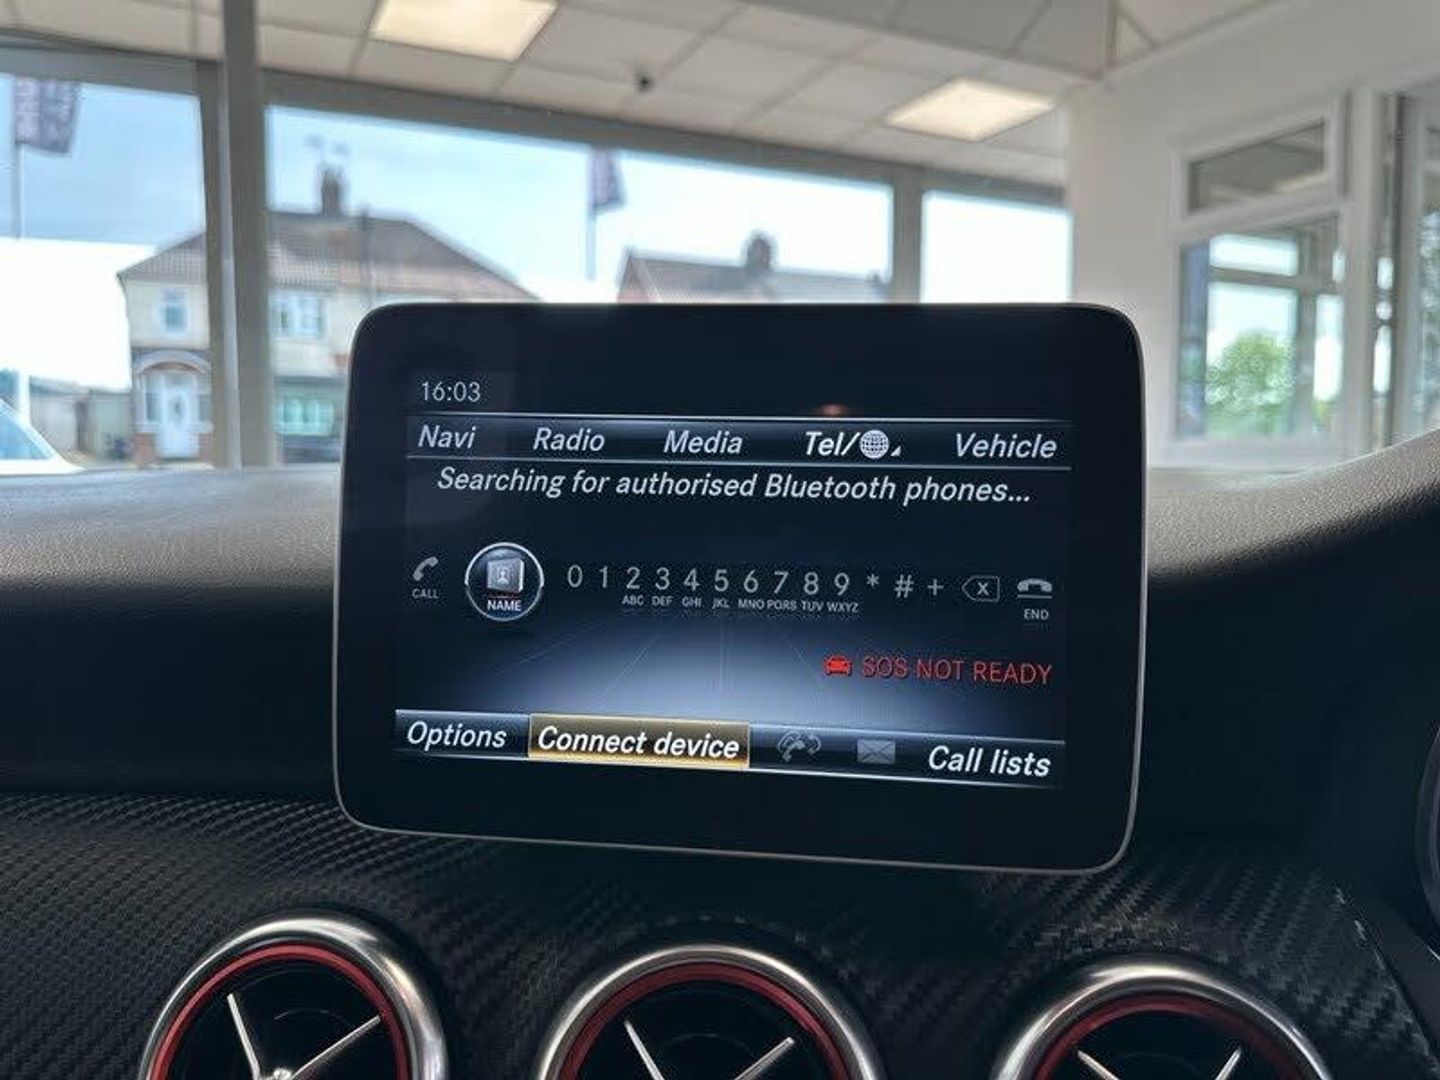 16:03
Navi Radio Media Tel/ Vehicle
Searching for authorised Bluetooth phones...
CALL NAME 0 1 2 3 4 5 6 7 8 9 * # + X END
ABC DEF GHI JKL MNO PQRS TUV WXYZ
SOS NOT READY
Options Connect device Call lists